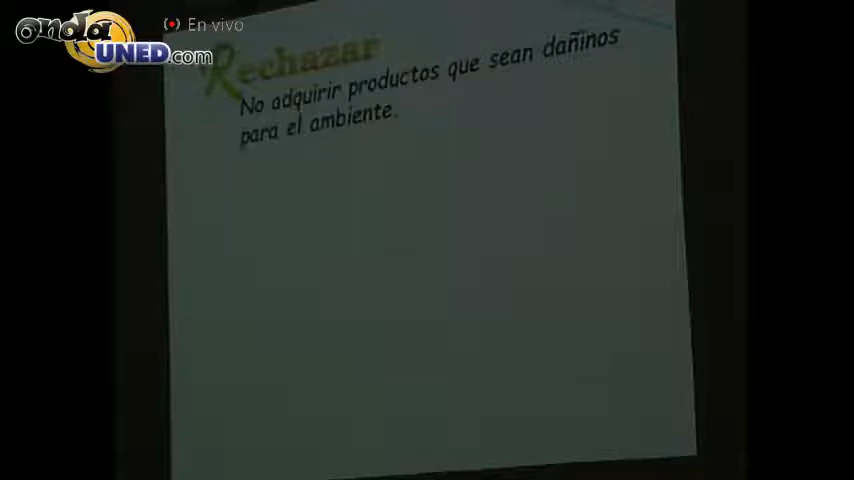 onda
UNED.com
En vivo
Rechazar
No adquirir productos que sean dañinos
para el ambiente.